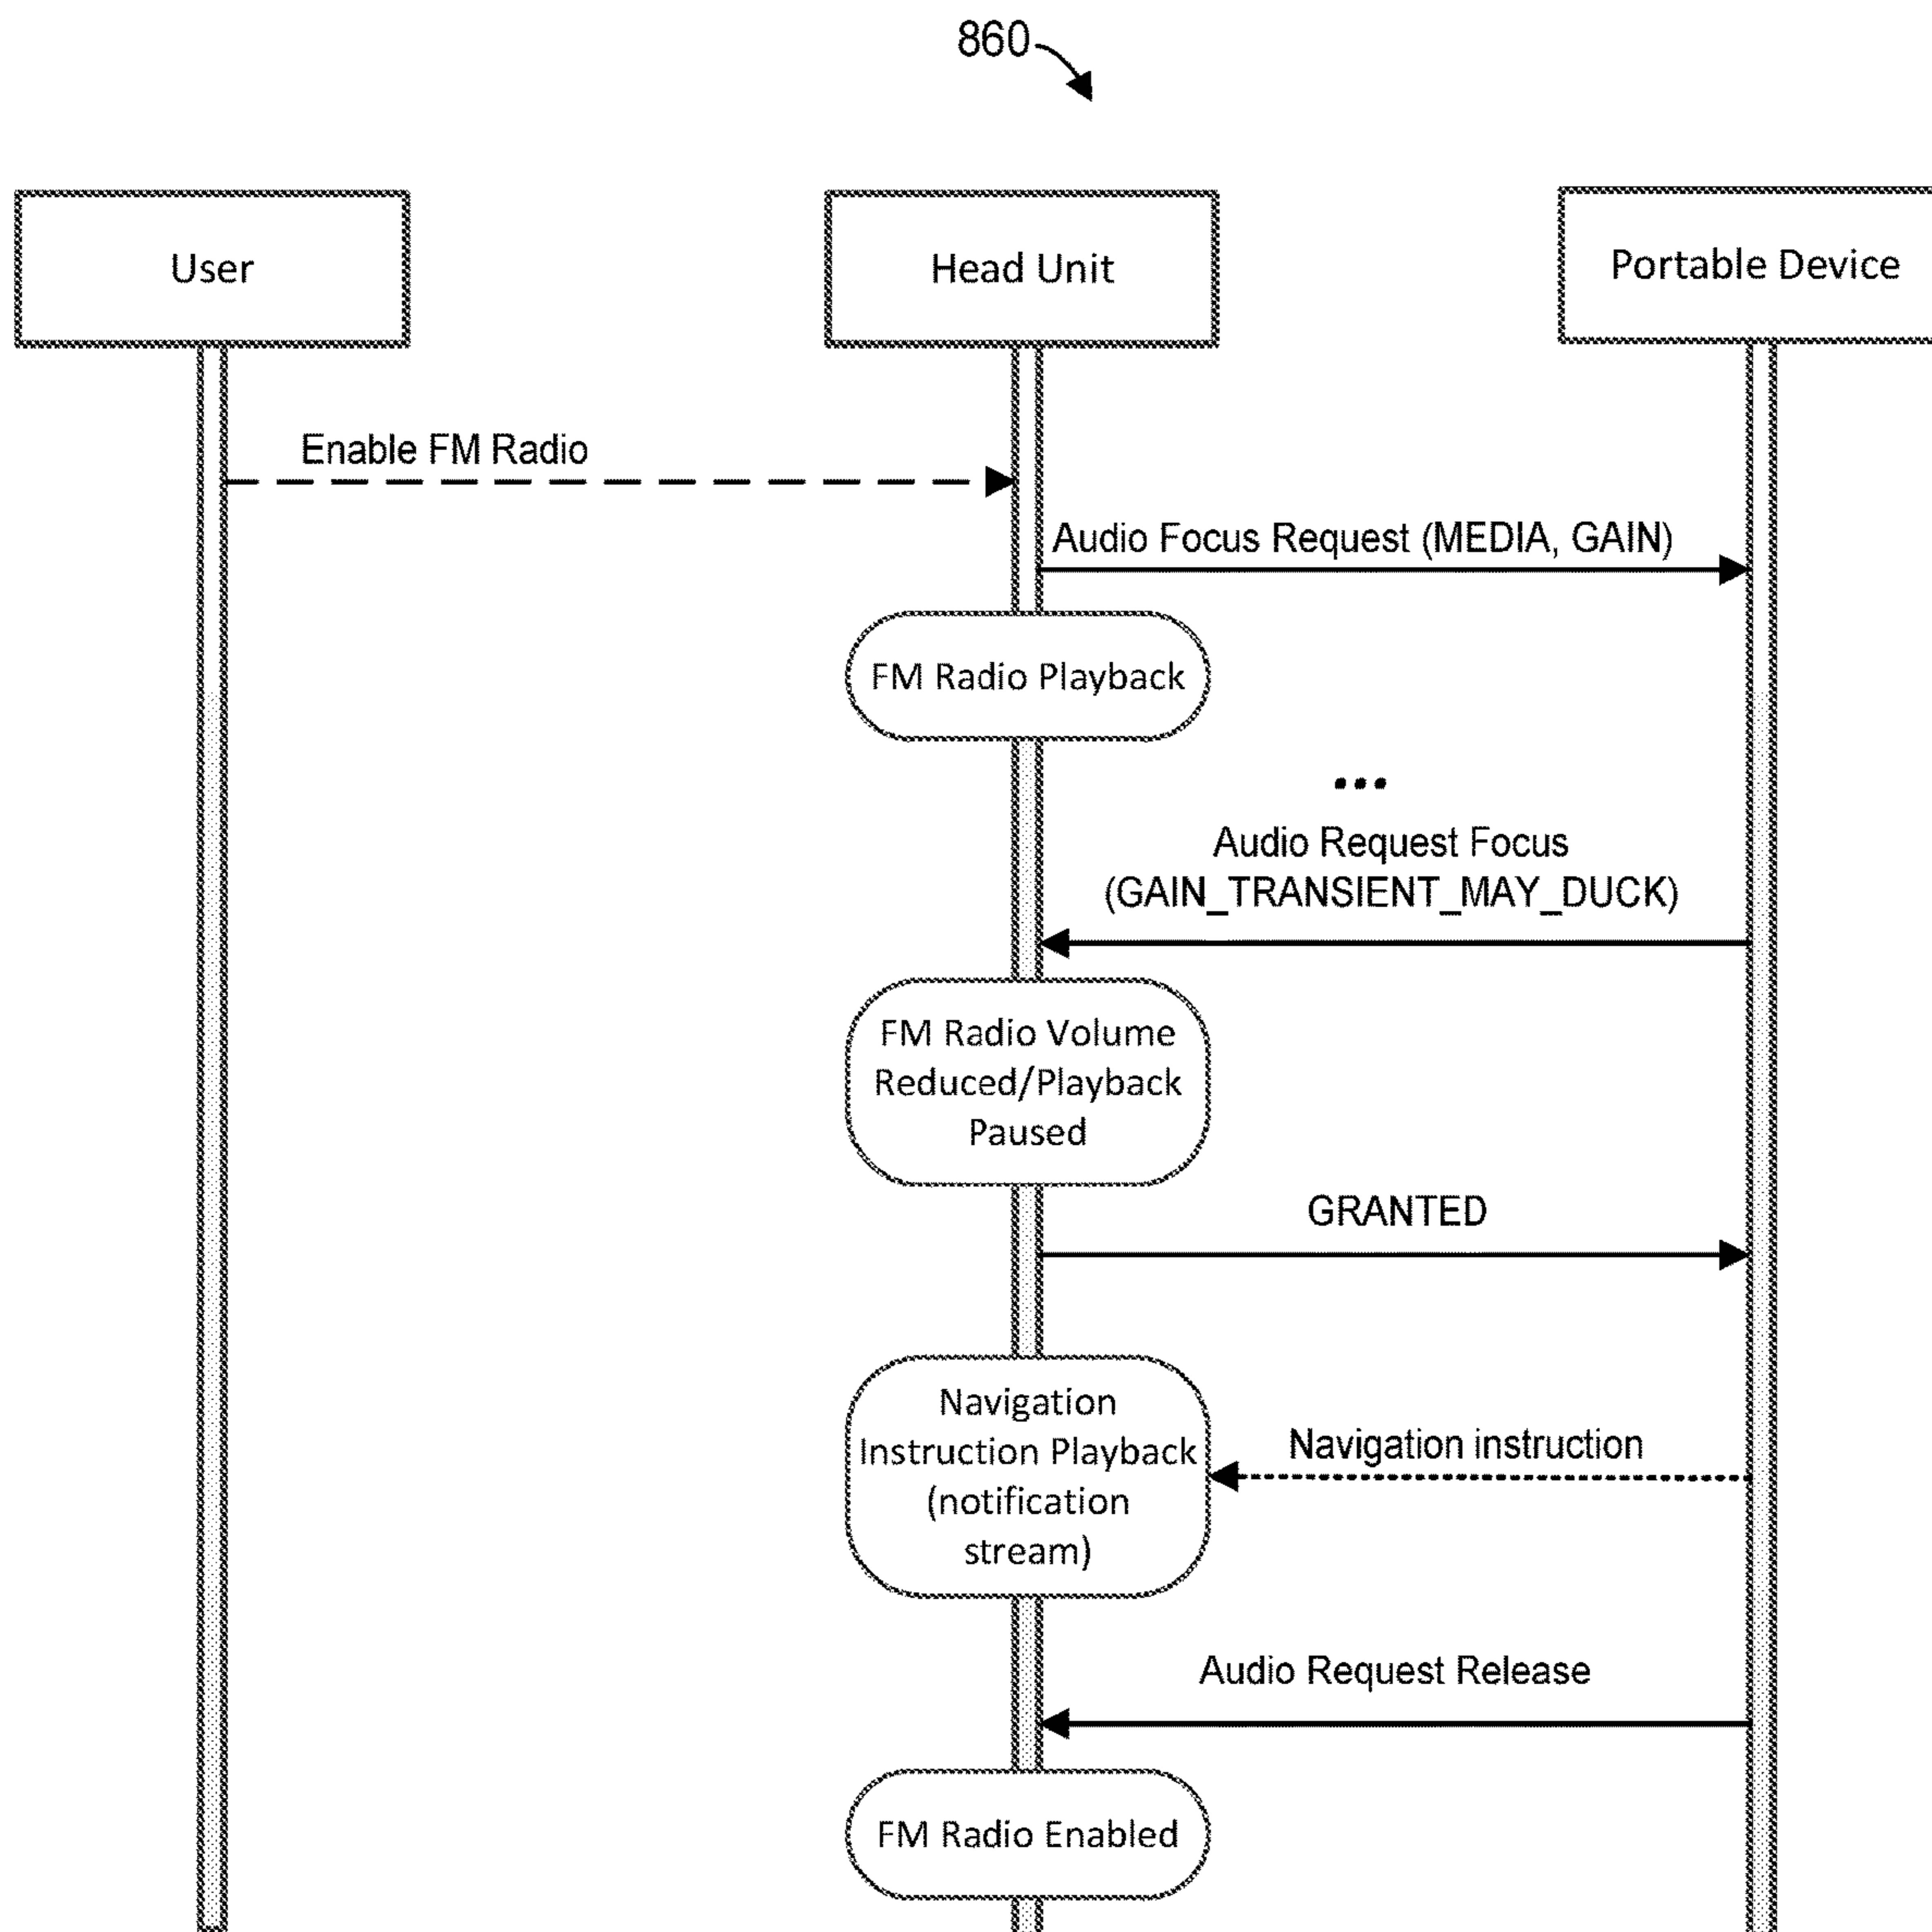 860
User
Head Unit
Portable Device
Enable FM Radio
Audio Focus Request (MEDIA, GAIN)
FM Radio Playback
...
Audio Request Focus
(GAIN_TRANSIENT_MAY_DUCK)
FM Radio Volume
Reduced/Playback
Paused
GRANTED
Navigation
Instruction Playback
(notification
stream)
Navigation instruction
Audio Request Release
FM Radio Enabled